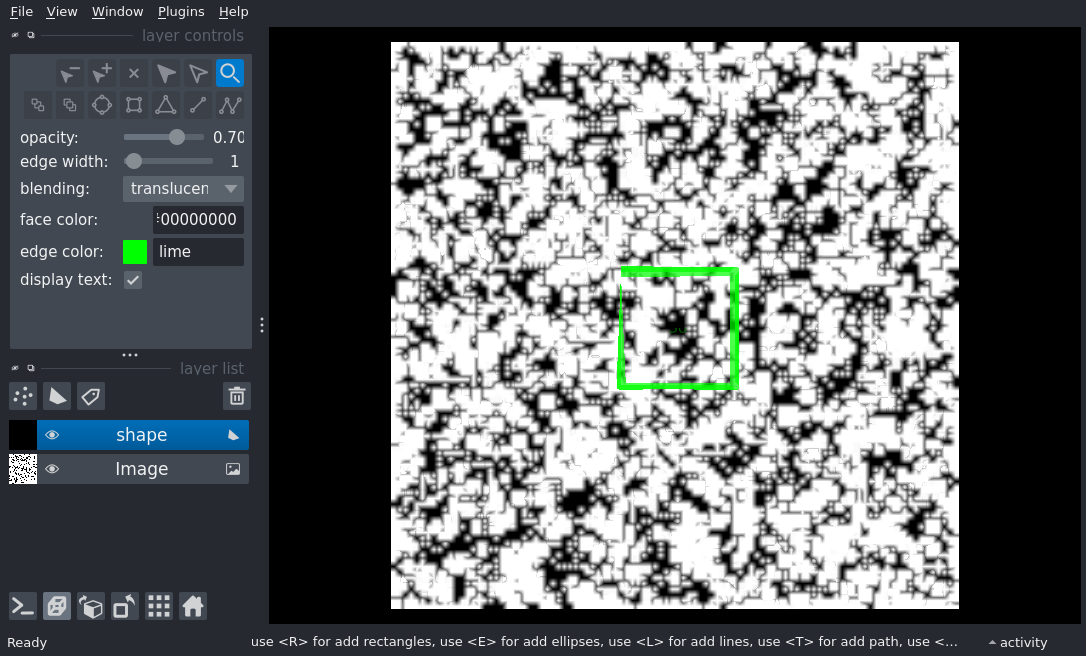 File View Window Plugins Help
layer controls
opacity: 0.70
edge width: 1
blending: translucen
face color: 00000000
edge color: lime
display text:
layer list
shape
Image
Ready
use <R> for add rectangles, use <E> for add ellipses, use <L> for add lines, use <T> for add path, use <...
activity